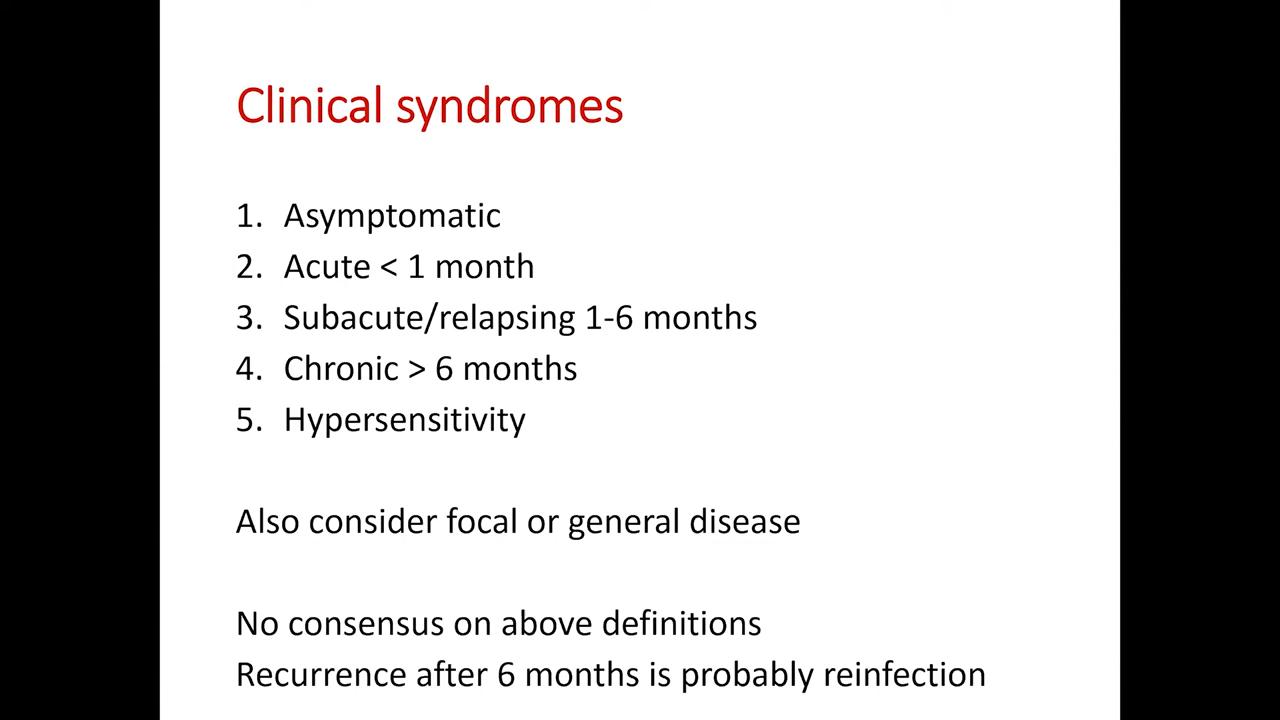 Clinical syndromes
1. Asymptomatic
2. Acute < 1 month
3. Subacute/relapsing 1-6 months
4. Chronic > 6 months
5. Hypersensitivity
Also consider focal or general disease
No consensus on above definitions
Recurrence after 6 months is probably reinfection